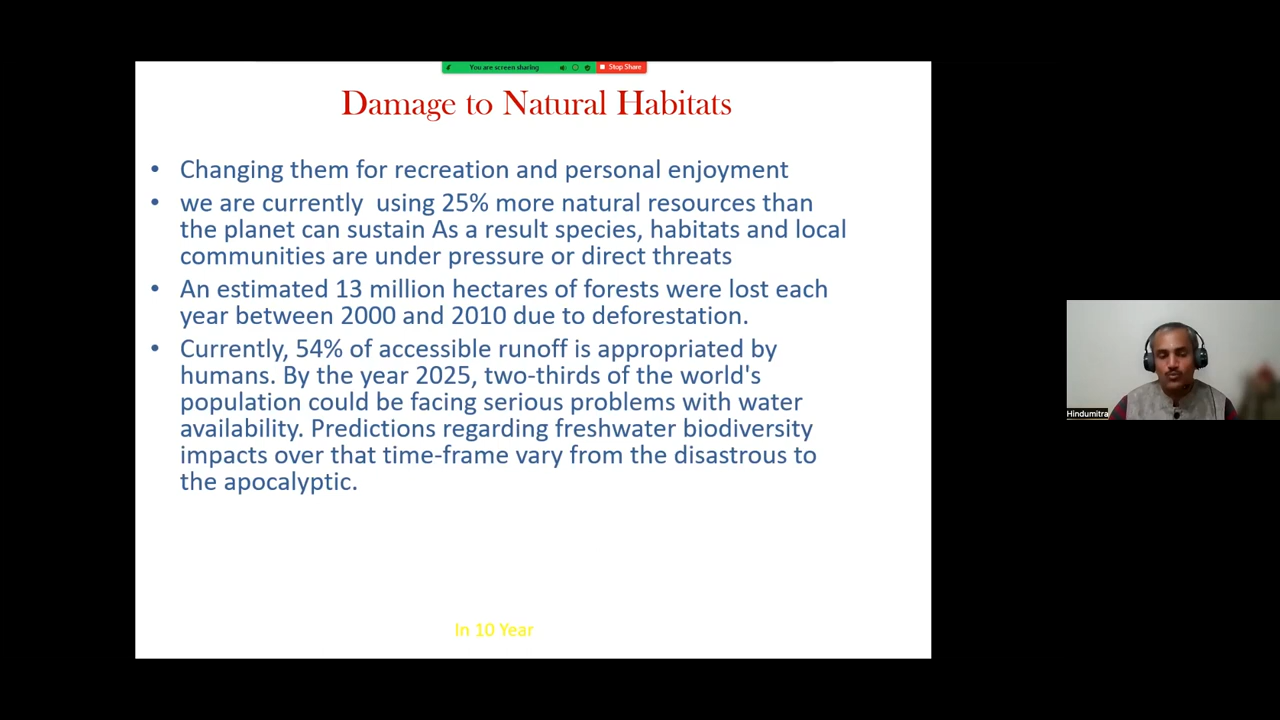 You are screen sharing Stop Share
Damage to Natural Habitats
• Changing them for recreation and personal enjoyment
• we are currently using 25% more natural resources than
the planet can sustain As a result species, habitats and local
communities are under pressure or direct threats
• An estimated 13 million hectares of forests were lost each
year between 2000 and 2010 due to deforestation.
• Currently, 54% of accessible runoff is appropriated by
humans. By the year 2025, two-thirds of the world's
population could be facing serious problems with water
availability. Predictions regarding freshwater biodiversity
impacts over that time-frame vary from the disastrous to
the apocalyptic.
Hindumitra
In 10 Year